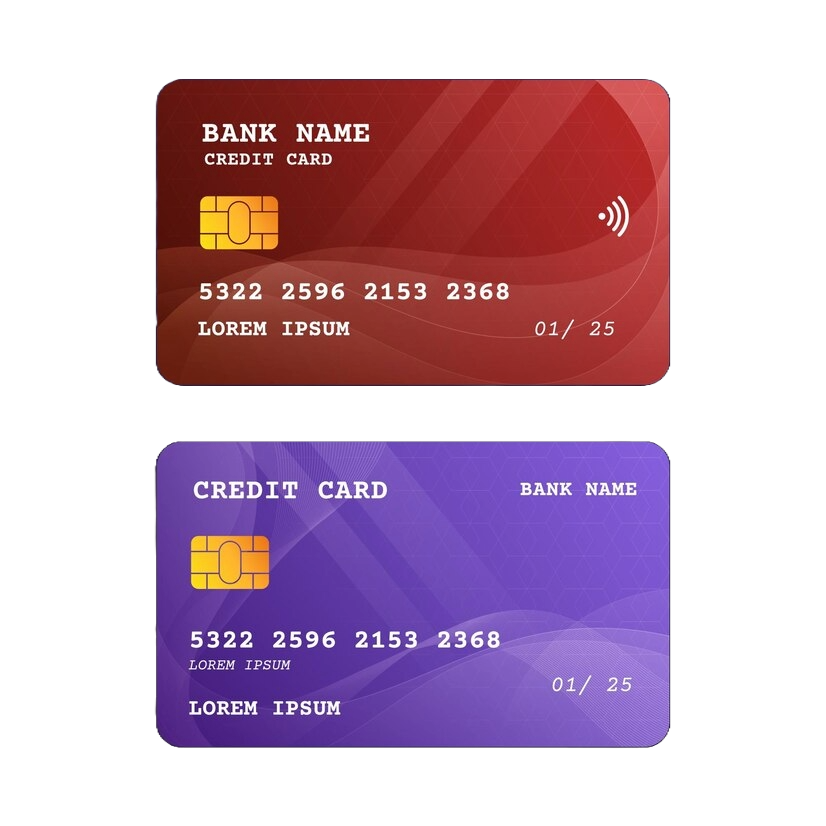 BANK NAME
CREDIT CARD
5322 2596 2153 2368
LOREM IPSUM 01/ 25
CREDIT CARD BANK NAME
5322 2596 2153 2368
LOREM IPSUM
01/ 25
LOREM IPSUM